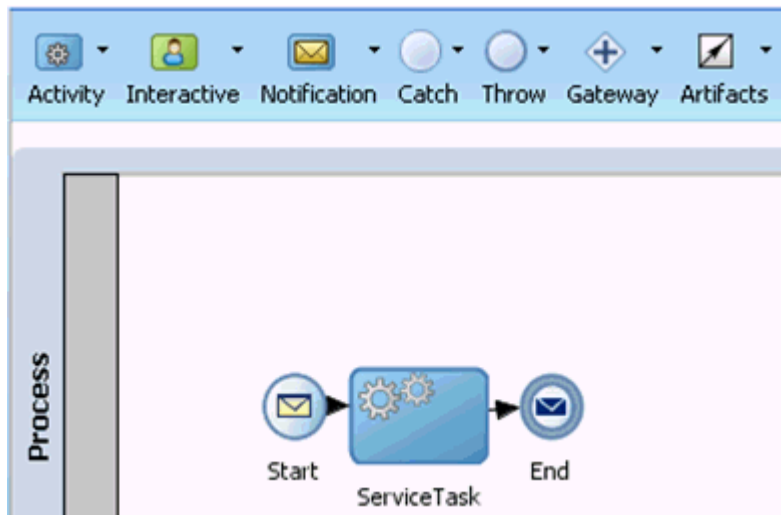 Activity Interactive Notification Catch Throw Gateway Artifacts
Process
Start
End
ServiceTask